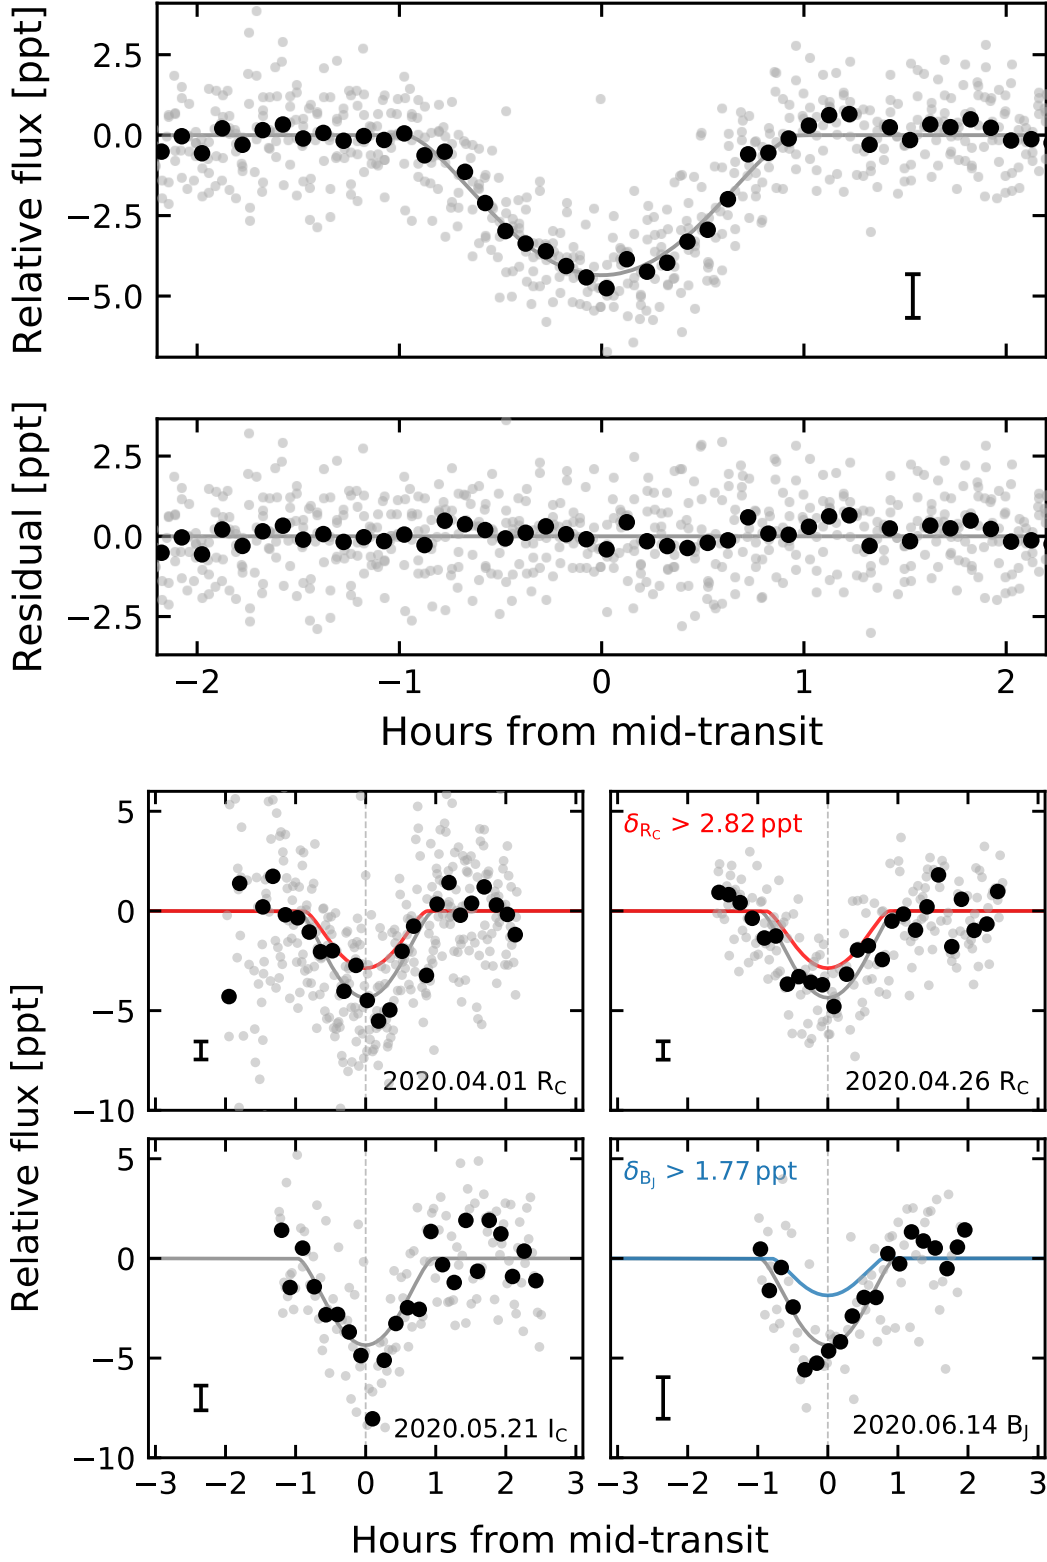 Relative flux [ppt]
2.5
0.0
−2.5
−5.0
Residual [ppt]
2.5
0.0
−2.5
−2 −1 0 1 2
Hours from mid-transit
Relative flux [ppt]
5
0
−5
−10
2020.04.01 R_C
δ_{R_C} > 2.82 ppt
2020.04.26 R_C
5
0
−5
−10
2020.05.21 I_C
δ_{B_J} > 1.77 ppt
2020.06.14 B_J
−3 −2 −1 0 1 2 3
−3 −2 −1 0 1 2 3
Hours from mid-transit